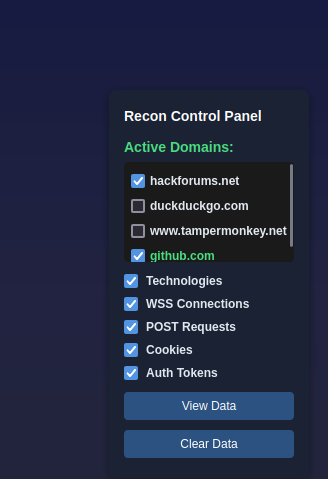 Recon Control Panel
Active Domains:
hackforums.net
duckduckgo.com
www.tampermonkey.net
github.com
Technologies
WSS Connections
POST Requests
Cookies
Auth Tokens
View Data
Clear Data